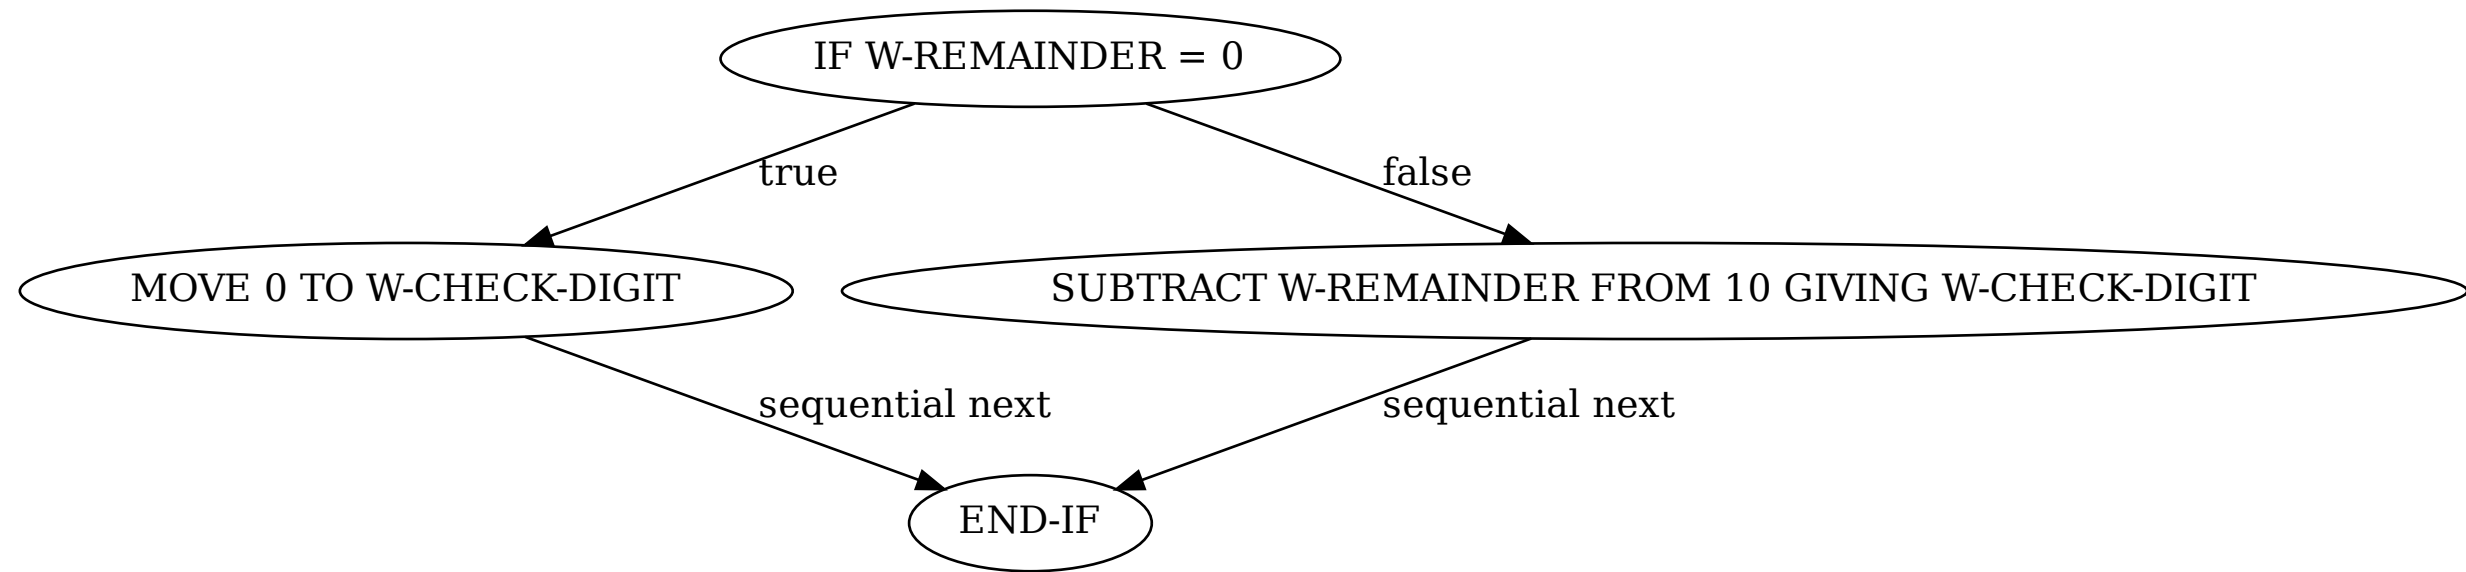 IF W-REMAINDER = 0
true
false
MOVE 0 TO W-CHECK-DIGIT
SUBTRACT W-REMAINDER FROM 10 GIVING W-CHECK-DIGIT
sequential next
sequential next
END-IF